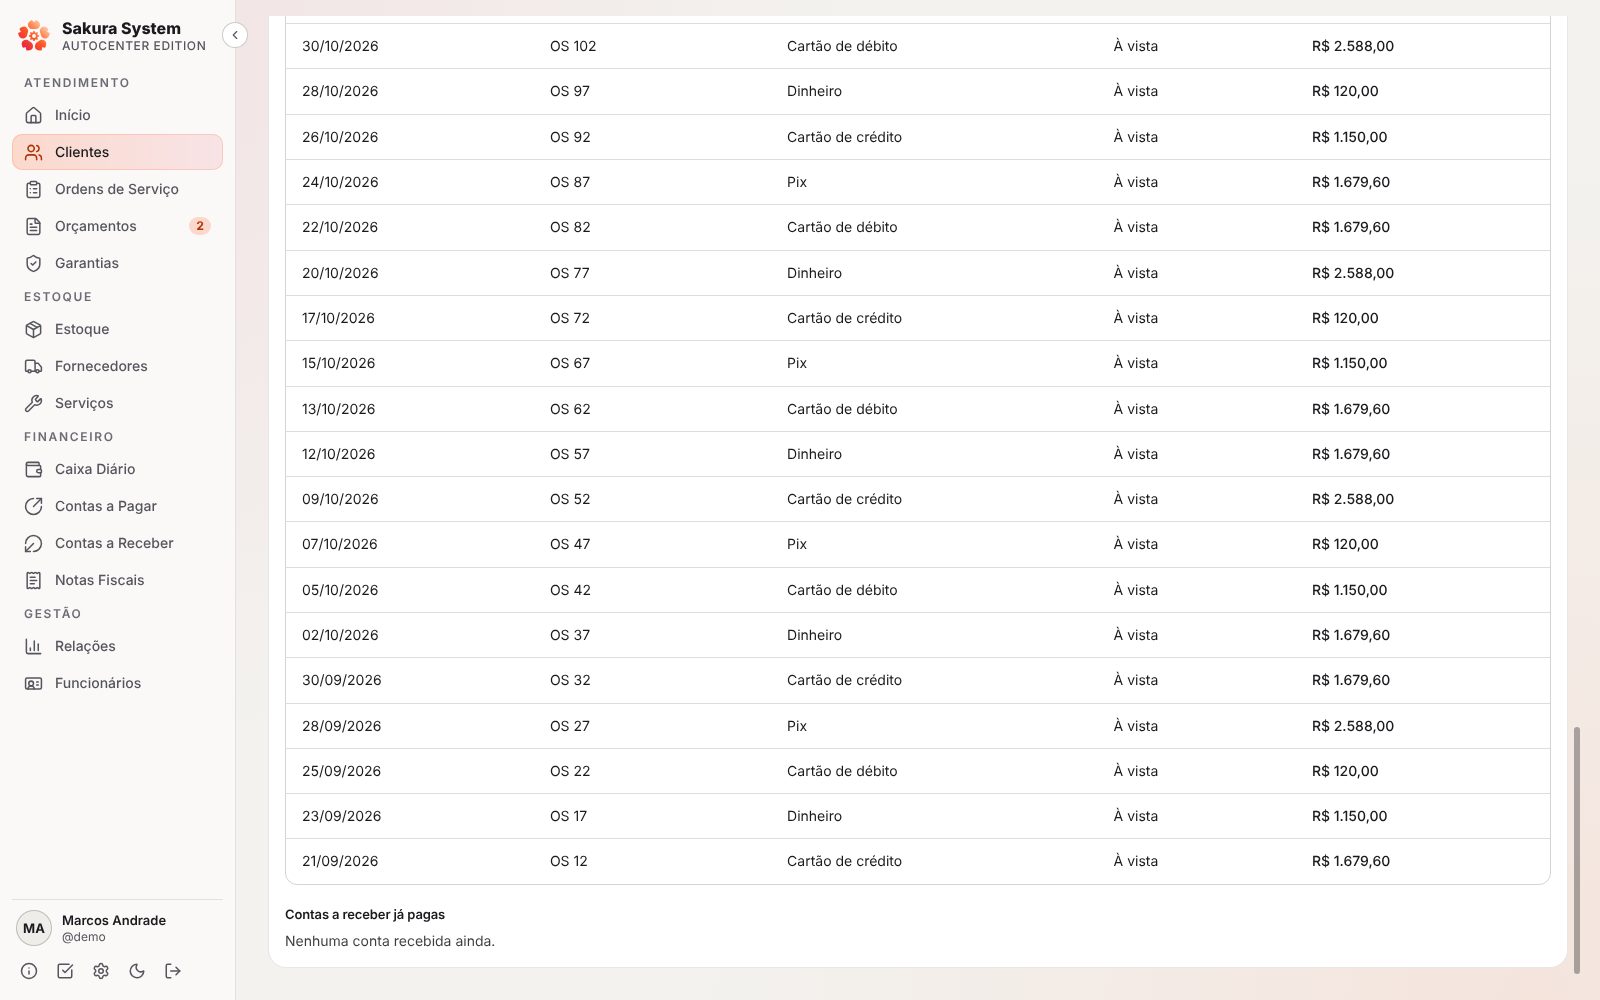 Sakura System
AUTOCENTER EDITION
ATENDIMENTO
Início
Clientes
Ordens de Serviço
Orçamentos 2
Garantias
ESTOQUE
Estoque
Fornecedores
Serviços
FINANCEIRO
Caixa Diário
Contas a Pagar
Contas a Receber
Notas Fiscais
GESTÃO
Relações
Funcionários
MA
Marcos Andrade
@demo
30/10/2026 OS 102 Cartão de débito À vista R$ 2.588,00
28/10/2026 OS 97 Dinheiro À vista R$ 120,00
26/10/2026 OS 92 Cartão de crédito À vista R$ 1.150,00
24/10/2026 OS 87 Pix À vista R$ 1.679,60
22/10/2026 OS 82 Cartão de débito À vista R$ 1.679,60
20/10/2026 OS 77 Dinheiro À vista R$ 2.588,00
17/10/2026 OS 72 Cartão de crédito À vista R$ 120,00
15/10/2026 OS 67 Pix À vista R$ 1.150,00
13/10/2026 OS 62 Cartão de débito À vista R$ 1.679,60
12/10/2026 OS 57 Dinheiro À vista R$ 1.679,60
09/10/2026 OS 52 Cartão de crédito À vista R$ 2.588,00
07/10/2026 OS 47 Pix À vista R$ 120,00
05/10/2026 OS 42 Cartão de débito À vista R$ 1.150,00
02/10/2026 OS 37 Dinheiro À vista R$ 1.679,60
30/09/2026 OS 32 Cartão de crédito À vista R$ 1.679,60
28/09/2026 OS 27 Pix À vista R$ 2.588,00
25/09/2026 OS 22 Cartão de débito À vista R$ 120,00
23/09/2026 OS 17 Dinheiro À vista R$ 1.150,00
21/09/2026 OS 12 Cartão de crédito À vista R$ 1.679,60
Contas a receber já pagas
Nenhuma conta recebida ainda.